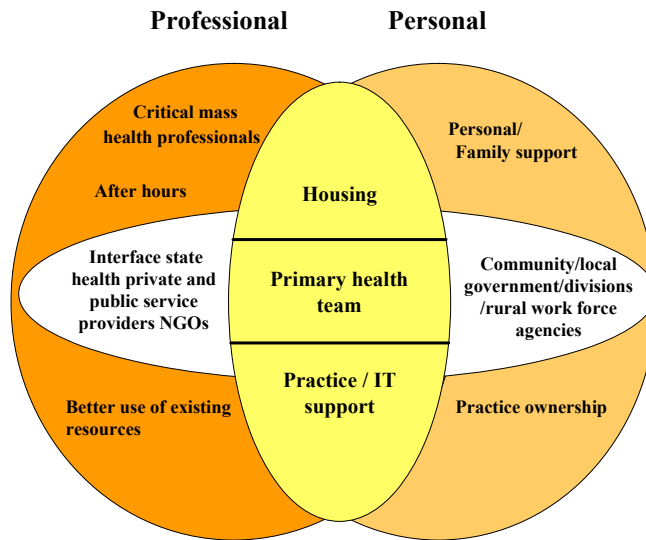 Professional
Personal
Critical mass
health professionals
After hours
Personal/
Family support
Housing
Interface state
health private and
public service
providers NGOs
Primary health
team
Community/local
government/divisions
/rural work force
agencies
Better use of existing
resources
Practice / IT
support
Practice ownership